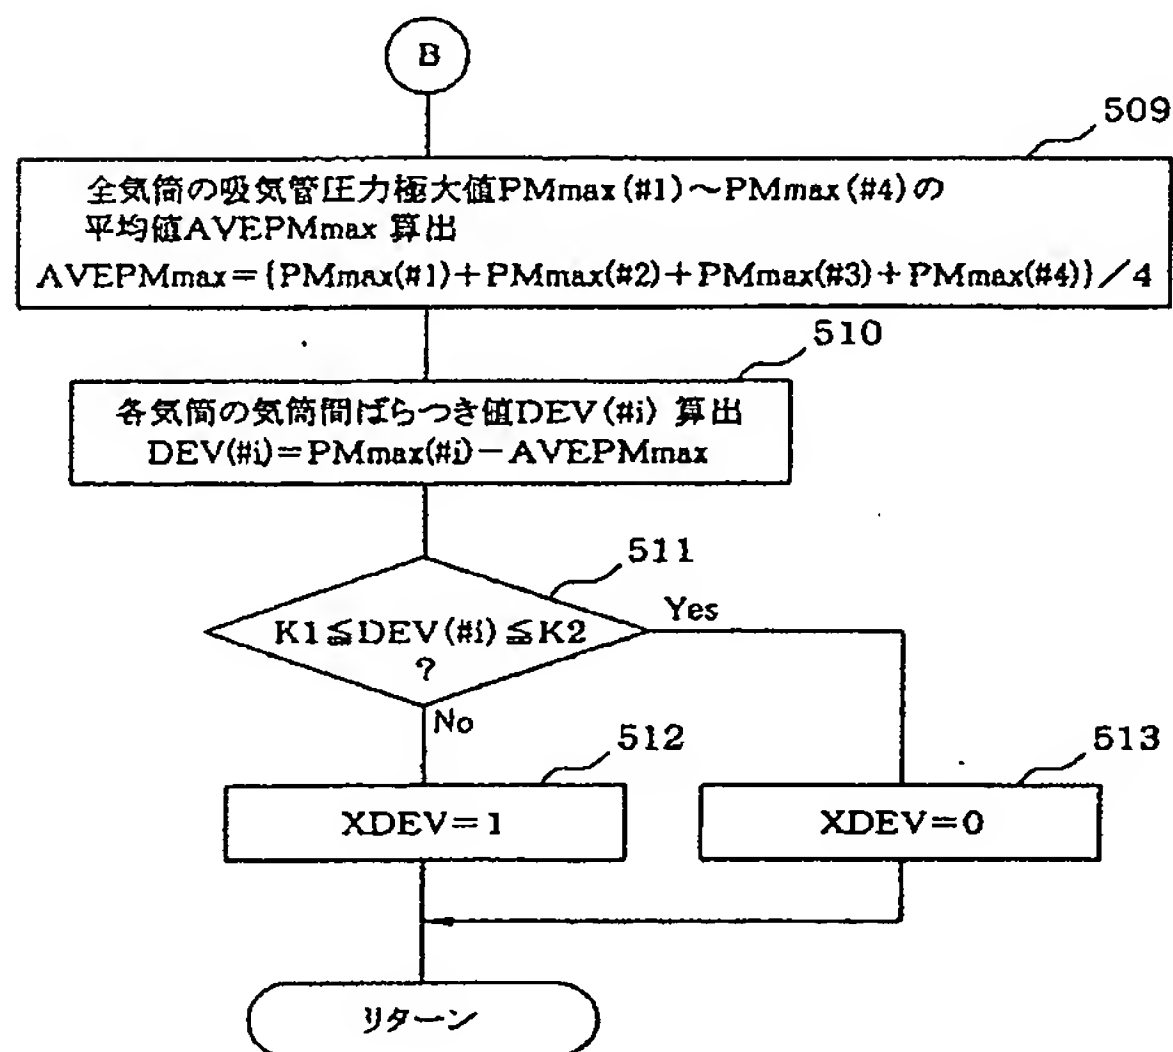 B
509
全気筒の吸気管圧力極大値PMmax(#1)～PMmax(#4)の
平均値AVEPMmax 算出
AVEPMmax={PMmax(#1)+PMmax(#2)+PMmax(#3)+PMmax(#4)}／4
510
各気筒の気筒間ばらつき値DEV(#i) 算出
DEV(#i)=PMmax(#i)－AVEPMmax
511
K1≦DEV(#i)≦K2
?
Yes
No
512
513
XDEV=1
XDEV=0
リターン